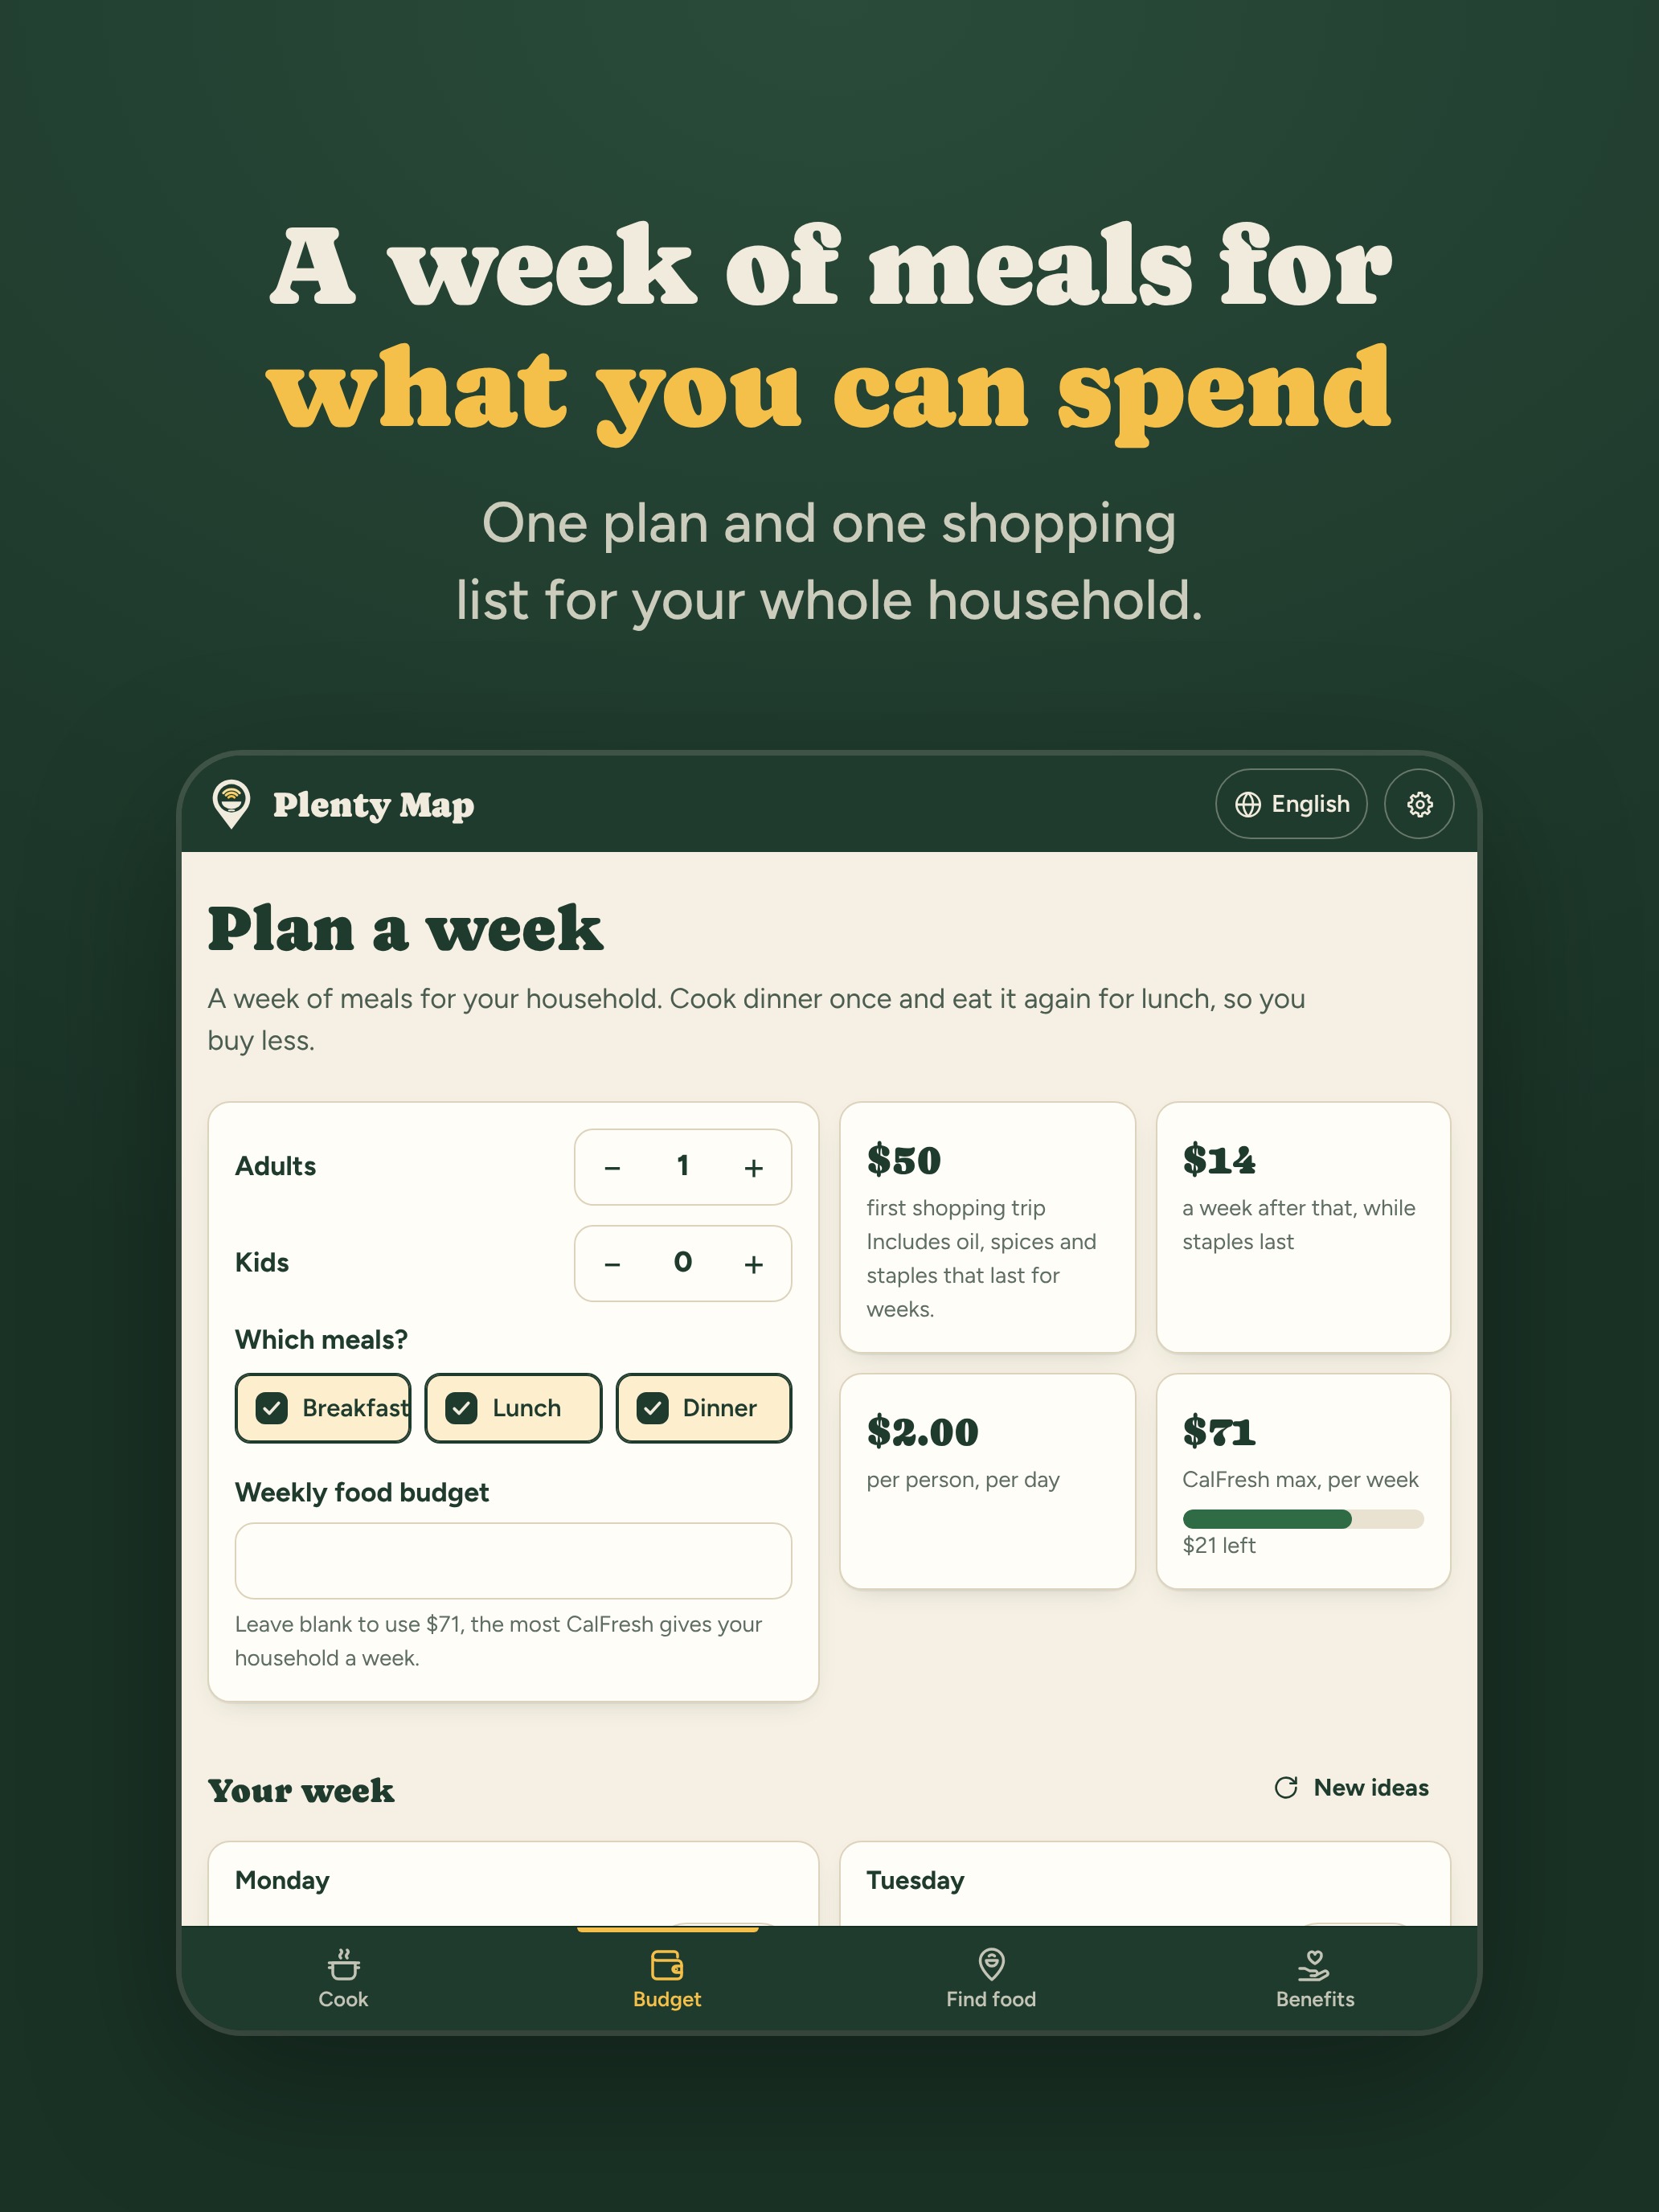 A week of meals for
what you can spend
One plan and one shopping
list for your whole household.
Plenty Map
English
Plan a week
A week of meals for your household. Cook dinner once and eat it again for lunch, so you
buy less.
Adults
− 1 +
Kids
− 0 +
Which meals?
Breakfast
Lunch
Dinner
Weekly food budget
Leave blank to use $71, the most CalFresh gives your
household a week.
$50
first shopping trip
Includes oil, spices and
staples that last for
weeks.
$14
a week after that, while
staples last
$2.00
per person, per day
$71
CalFresh max, per week
$21 left
Your week
New ideas
Monday
Tuesday
Cook
Budget
Find food
Benefits